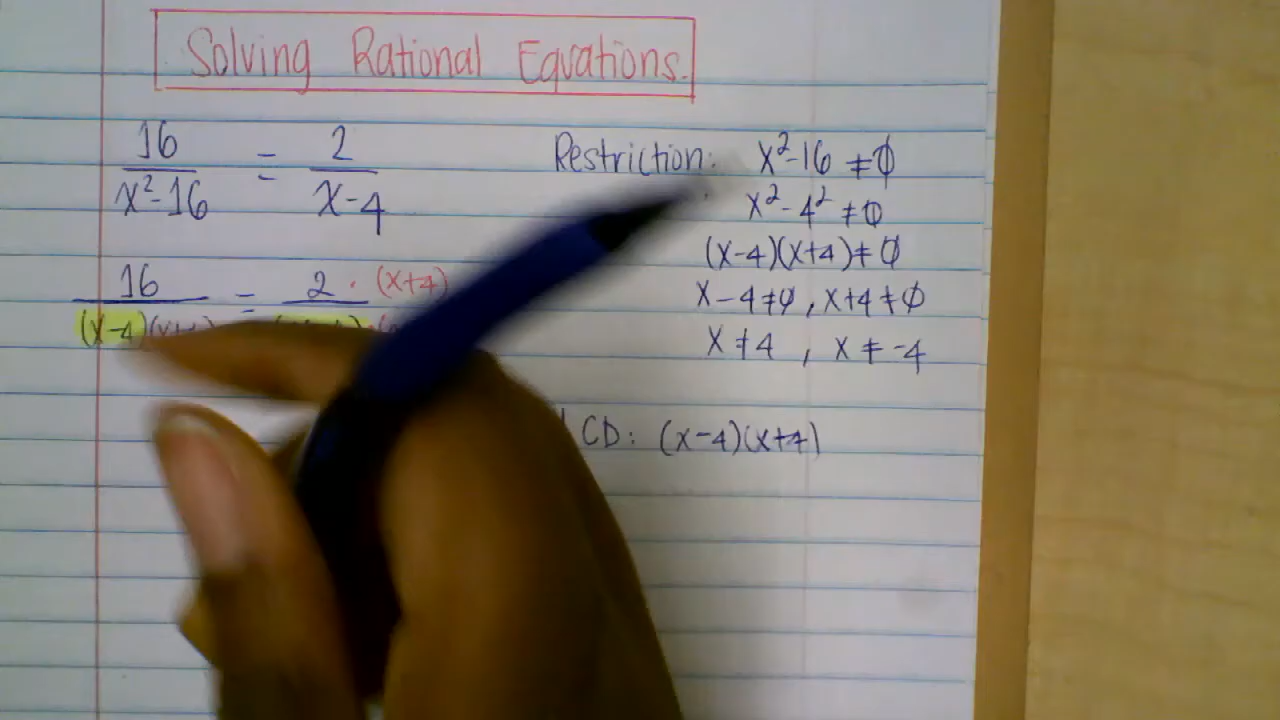 Solving Rational Equations.
16 / x²-16 = 2 / x-4
Restriction: x²-16 ≠ 0
x² - 4² ≠ 0
(x-4)(x+4) ≠ 0
x-4 ≠ 0, x+4 ≠ 0
x ≠ 4, x ≠ -4
16 = 2 · (x+4)
(x-4)
CD: (x-4)(x+4)